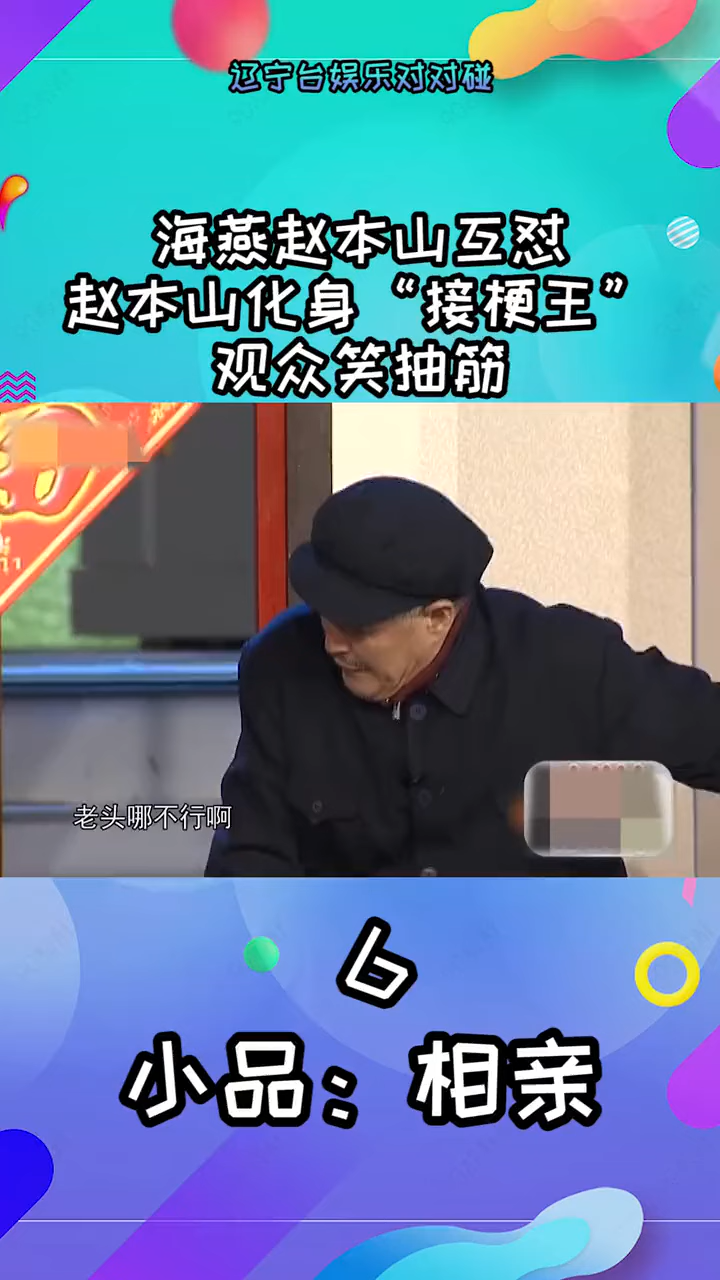 辽宁台娱乐对对碰
海燕赵本山互怼
赵本山化身“接梗王”
观众笑抽筋
老头哪不行啊
6
小品：相亲